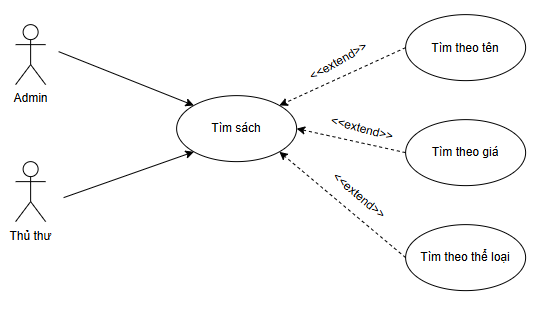 Admin
Thủ thư
Tìm sách
<<extend>>
Tìm theo tên
<<extend>>
Tìm theo giá
<<extend>>
Tìm theo thể loại